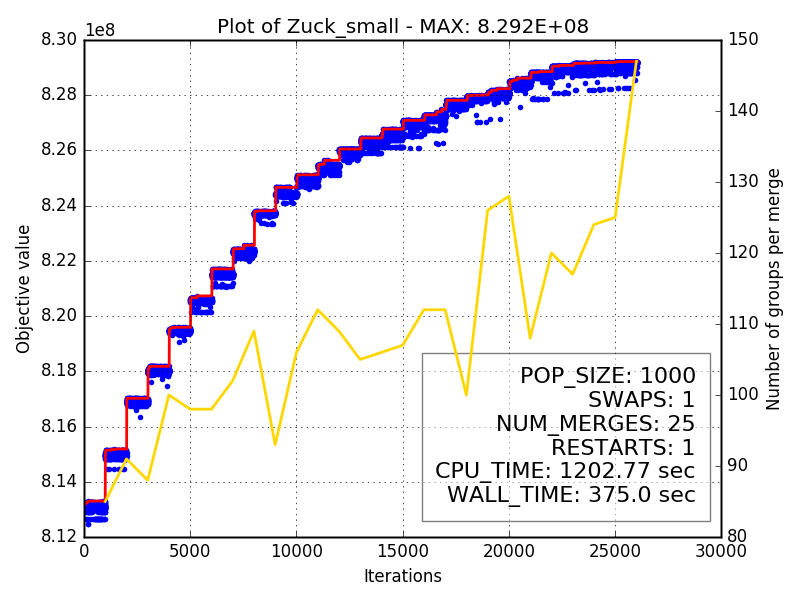 Plot of Zuck_small - MAX: 8.292E+08
1e8
8.30
8.28
8.26
8.24
8.22
8.20
8.18
8.16
8.14
8.12
Objective value
150
140
130
120
110
100
90
80
Number of groups per merge
POP_SIZE: 1000
SWAPS: 1
NUM_MERGES: 25
RESTARTS: 1
CPU_TIME: 1202.77 sec
WALL_TIME: 375.0 sec
0 5000 10000 15000 20000 25000 30000
Iterations